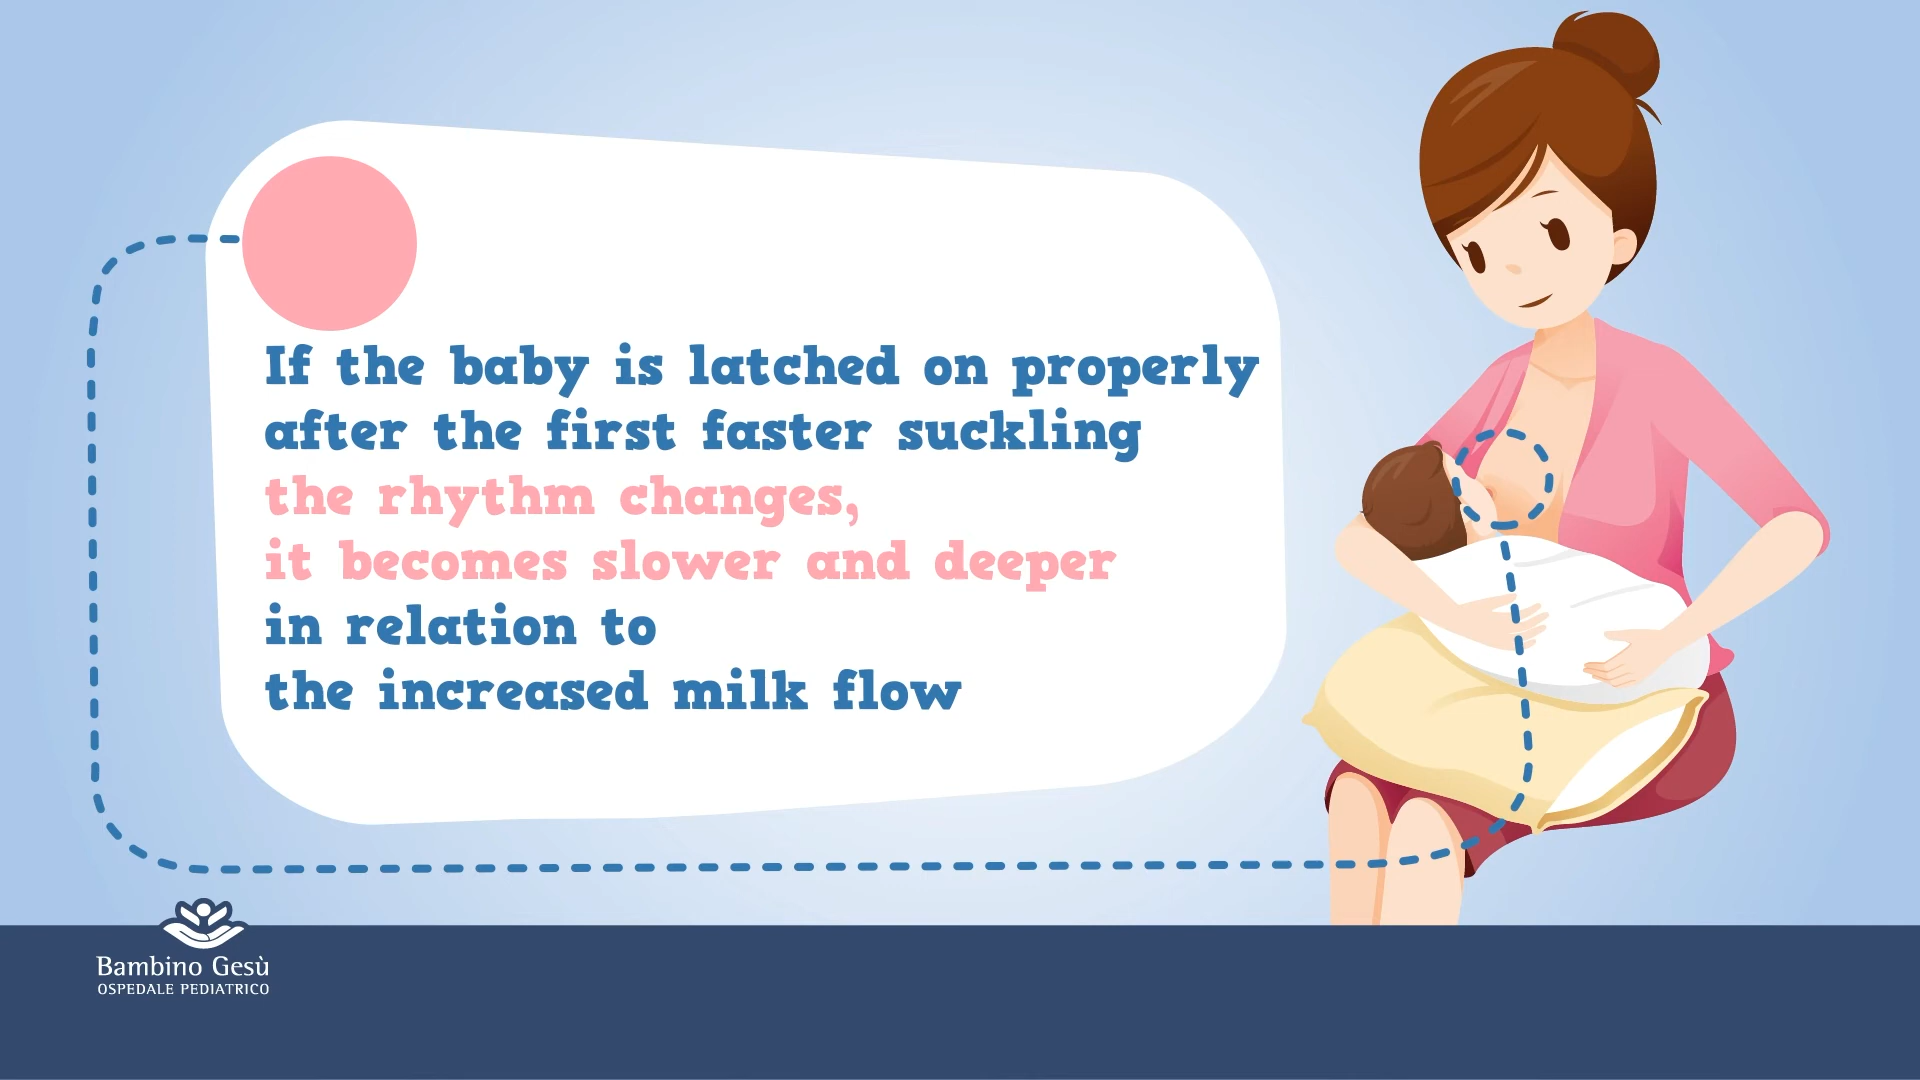 If the baby is latched on properly
after the first faster suckling
the rhythm changes,
it becomes slower and deeper
in relation to
the increased milk flow
Bambino Gesù
OSPEDALE PEDIATRICO